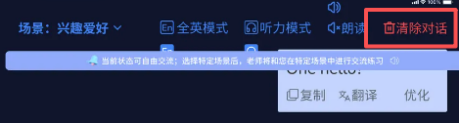 场景：兴趣爱好
En 全英模式
听力模式
朗读
清除对话
当前状态可自由交流；选择特定场景后，老师将和您在特定场景中进行交流练习
One hello!
复制
翻译
优化